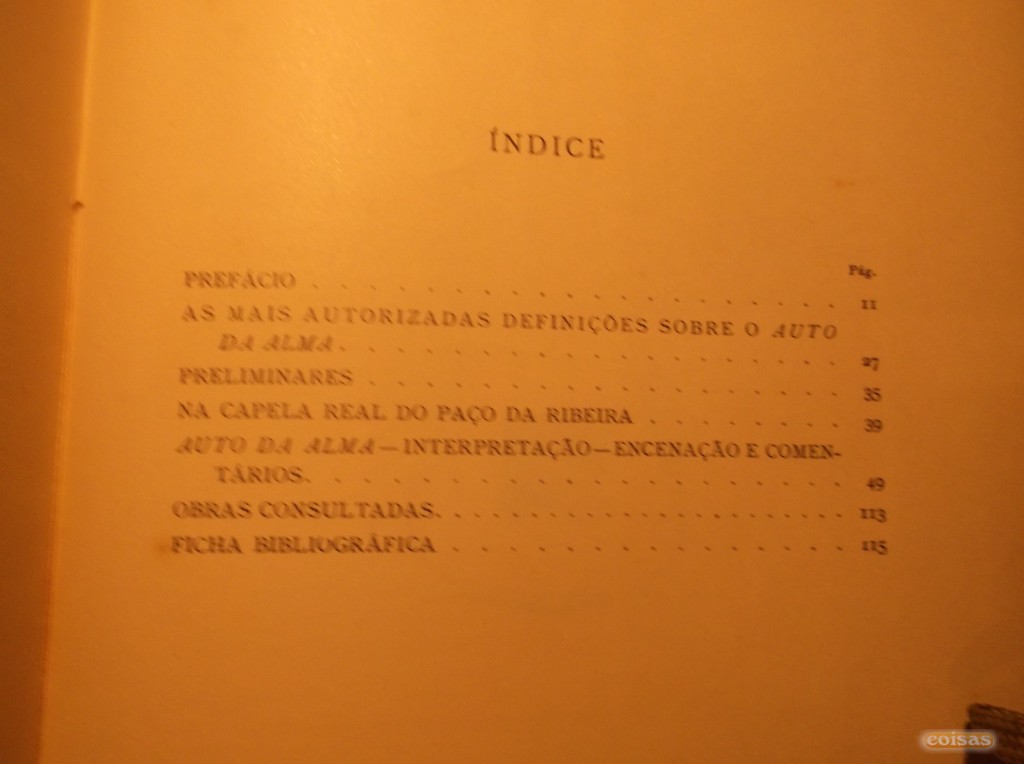 ÍNDICE
Pág.
PREFÁCIO . . . . . . . . . . . . . . . . . . . 11
AS MAIS AUTORIZADAS DEFINIÇÕES SOBRE O AUTO
DA ALMA . . . . . . . . . . . . . . . . . . 27
PRELIMINARES . . . . . . . . . . . . . . . . . 35
NA CAPELA REAL DO PAÇO DA RIBEIRA . . . . . . . . 39
AUTO DA ALMA — INTERPRETAÇÃO — ENCENAÇÃO E COMEN-
TÁRIOS. . . . . . . . . . . . . . . . . . . . 49
OBRAS CONSULTADAS. . . . . . . . . . . . . . . . . . 113
FICHA BIBLIOGRÁFICA . . . . . . . . . . . . . . 115
coisas